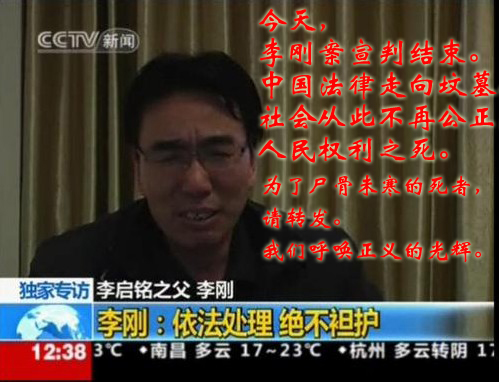 CCTV 新闻
今天,
李刚案宣判结束。
中国法律走向坟墓
社会从此不再公正
人民权利之死。
为了尸骨未寒的死者,
请转发。
我们呼唤正义的光辉。
独家专访 李启铭之父 李刚
李刚:依法处理 绝不袒护
12:38 3℃ ◆南昌 多云 17~23℃ ◆杭州 多云转阴 17